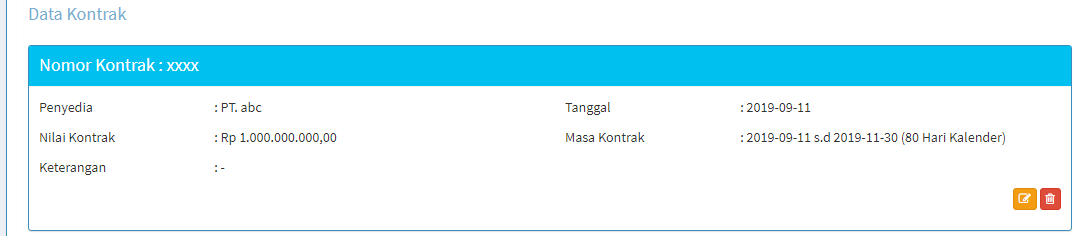 Data Kontrak
Nomor Kontrak : xxxx
Penyedia : PT. abc Tanggal : 2019-09-11
Nilai Kontrak : Rp 1.000.000.000,00 Masa Kontrak : 2019-09-11 s.d 2019-11-30 (80 Hari Kalender)
Keterangan : -